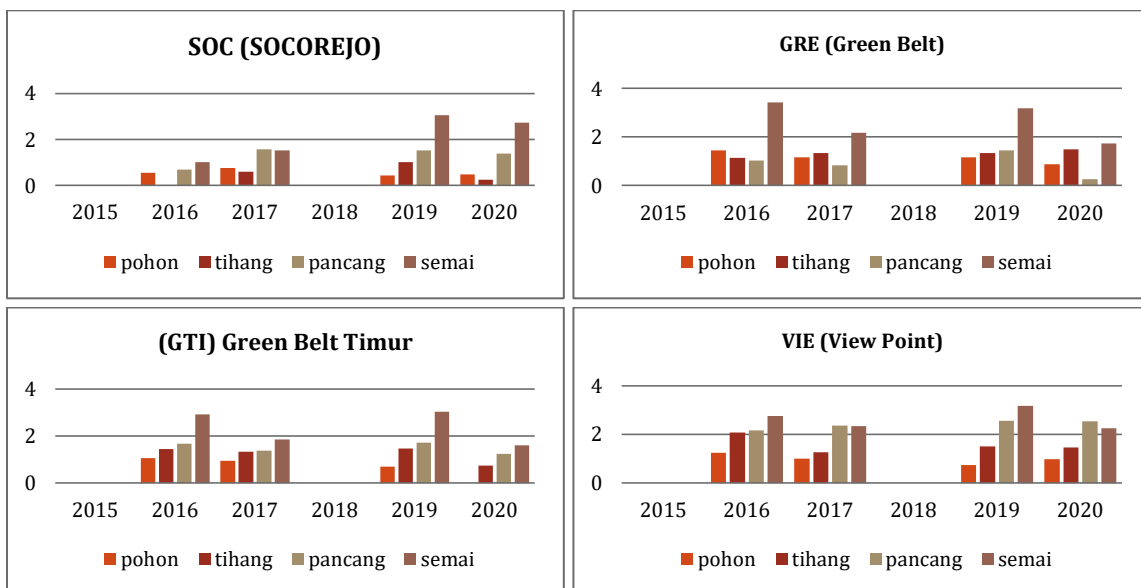 SOC (SOCOREJO)
4
2
0
2015 2016 2017 2018 2019 2020
pohon tihang pancang semai
GRE (Green Belt)
4
2
0
2015 2016 2017 2018 2019 2020
pohon tihang pancang semai
(GTI) Green Belt Timur
4
2
0
2015 2016 2017 2018 2019 2020
pohon tihang pancang semai
VIE (View Point)
4
2
0
2015 2016 2017 2018 2019 2020
pohon tihang pancang semai